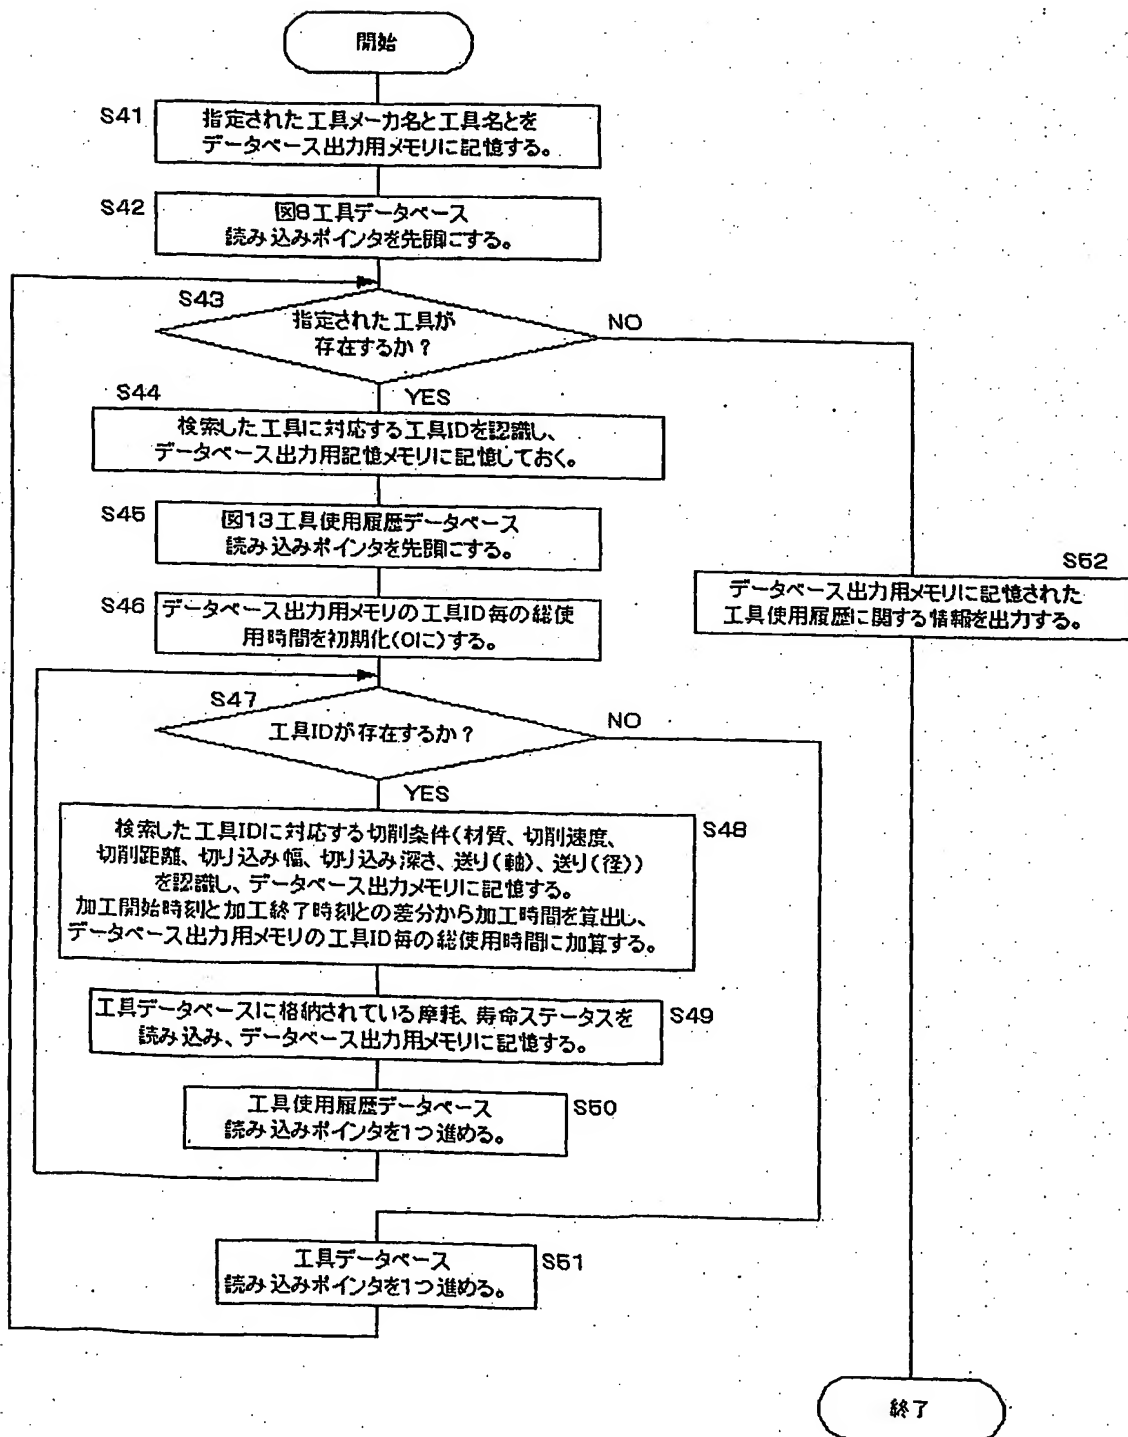 開始
S41
指定された工具メーカ名と工具名とを
データベース出力用メモリに記憶する。
S42
図8工具データベース
読み込みポインタを先頭にする。
S43
指定された工具が
存在するか？
NO
YES
S44
検索した工具に対応する工具IDを認識し、
データベース出力用記憶メモリに記憶しておく。
S45
図13工具使用履歴データベース
読み込みポインタを先頭にする。
S46
データベース出力用メモリの工具ID毎の総使
用時間を初期化(0に)する。
S52
データベース出力用メモリに記憶された
工具使用履歴に関する情報を出力する。
S47
工具IDが存在するか？
NO
YES
S48
検索した工具IDに対応する切削条件(材質、切削速度、
切削距離、切り込み幅、切り込み深さ、送り(軸)、送り(径))
を認識し、データベース出力メモリに記憶する。
加工開始時刻と加工終了時刻との差分から加工時間を算出し、
データベース出力用メモリの工具ID毎の総使用時間に加算する。
S49
工具データベースに格納されている摩耗、寿命ステータスを
読み込み、データベース出力用メモリに記憶する。
S50
工具使用履歴データベース
読み込みポインタを1つ進める。
S51
工具データベース
読み込みポインタを1つ進める。
終了